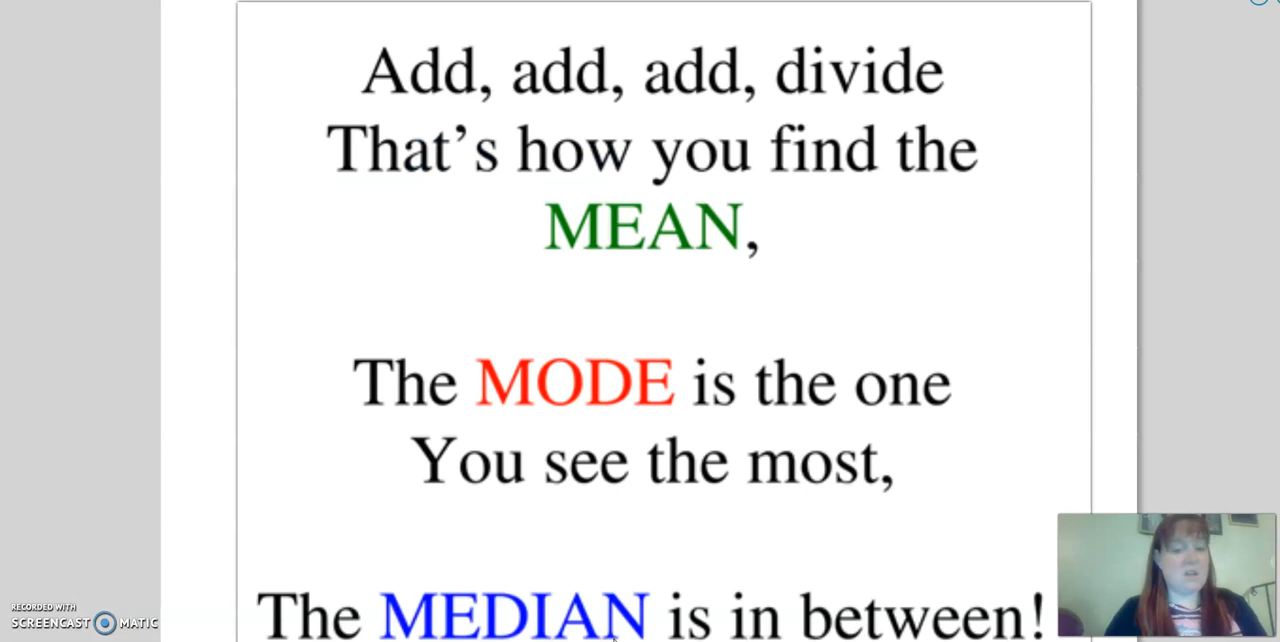 Add, add, add, divide
That's how you find the
MEAN,
The MODE is the one
You see the most,
The MEDIAN is in between!
RECORDED WITH
SCREENCAST MATIC